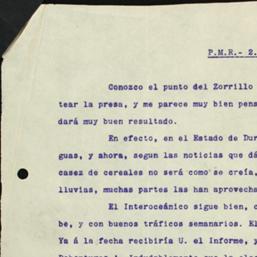 P.M.R.- 2.
Conozco el punto del Zorrillo
tear la presa, y me parece muy bien pens
dará muy buen resultado.
En efecto, en el Estado de Dur
guas, y ahora, segun las noticias que dá
casez de cereales no será como se creía,
lluvias, muchas partes las han aprovecha
El Interoceánico sigue bien, c
be, y con buenos tráficos semanarios. El
Ya á la fecha recibiría U. el Informe, y